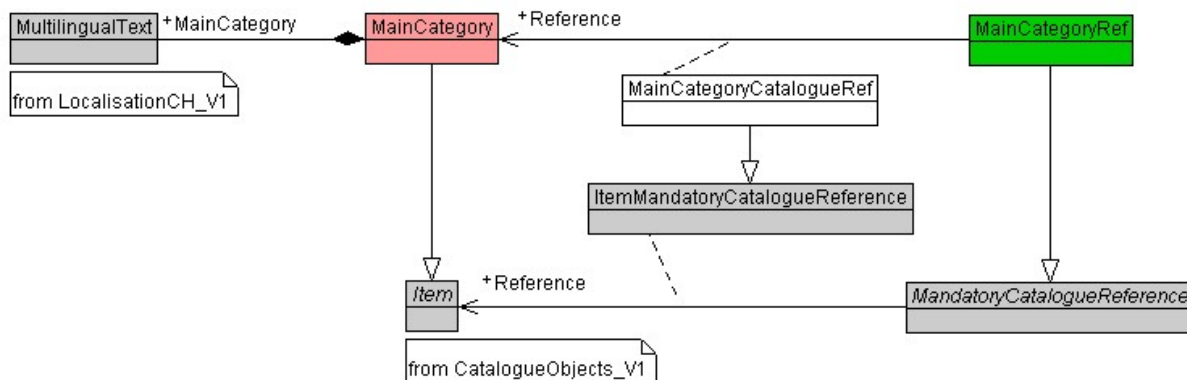 MultilingualText
+MainCategory
MainCategory
+Reference
MainCategoryRef
from LocalisationCH_V1
MainCategoryCatalogueRef
ItemMandatoryCatalogueReference
Item
+Reference
MandatoryCatalogueReference
from CatalogueObjects_V1